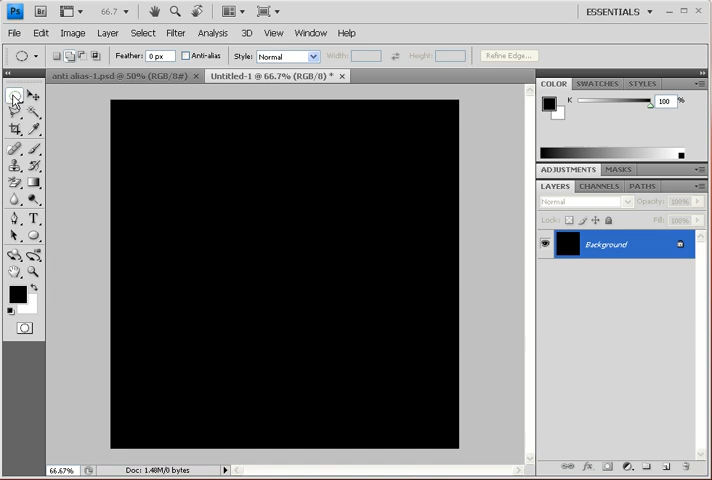 Ps Br 66.7 ESSENTIALS
File Edit Image Layer Select Filter Analysis 3D View Window Help
Feather: 0 px Anti-alias Style: Normal Width: Height: Refine Edge...
anti alias-1.psd @ 50% (RGB/8#) × Untitled-1 @ 66.7% (RGB/8) * ×
COLOR SWATCHES STYLES
K 100 %
ADJUSTMENTS MASKS
LAYERS CHANNELS PATHS
Normal Opacity: 100%
Lock: Fill: 100%
Background
T
66.67% Doc: 1.48M/0 bytes